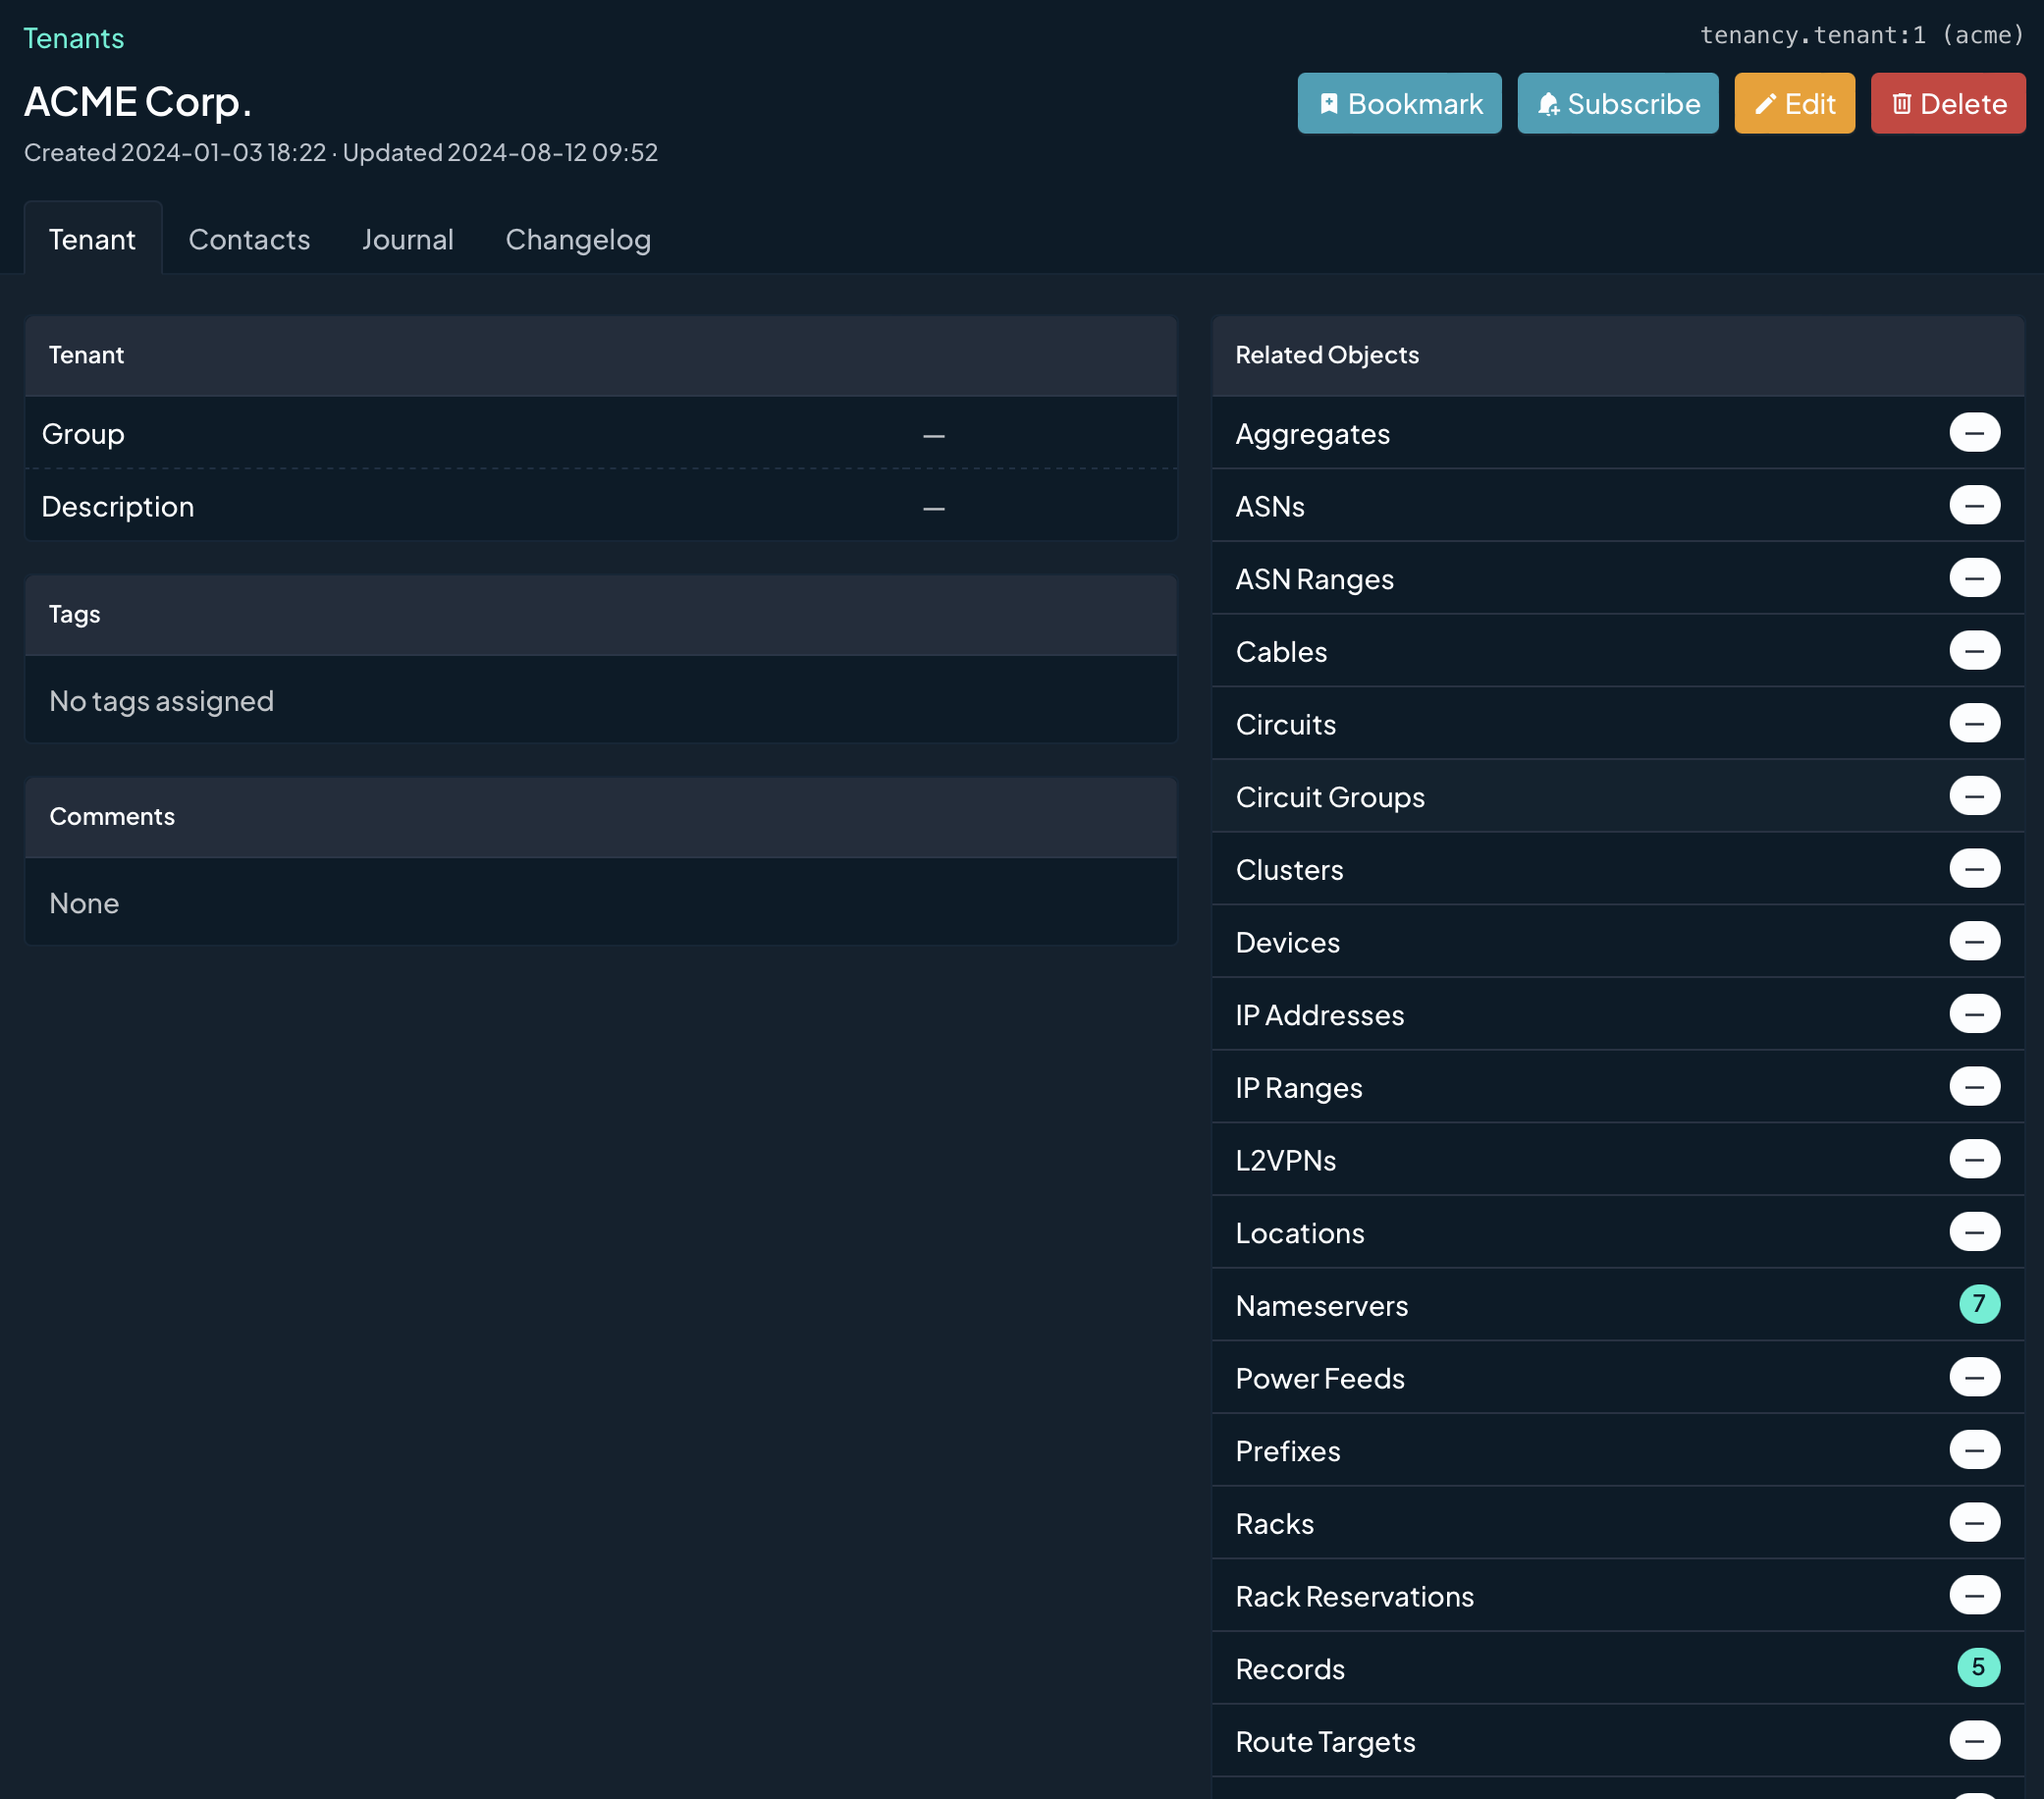 Tenants
tenancy.tenant:1 (acme)
ACME Corp.
Bookmark
Subscribe
Edit
Delete
Created 2024-01-03 18:22 · Updated 2024-08-12 09:52
Tenant
Contacts
Journal
Changelog
Tenant
Group —
Description —
Tags
No tags assigned
Comments
None
Related Objects
Aggregates —
ASNs —
ASN Ranges —
Cables —
Circuits —
Circuit Groups —
Clusters —
Devices —
IP Addresses —
IP Ranges —
L2VPNs —
Locations —
Nameservers 7
Power Feeds —
Prefixes —
Racks —
Rack Reservations —
Records 5
Route Targets —